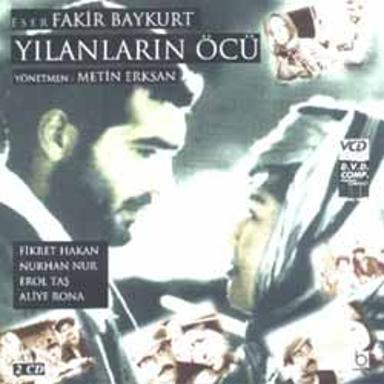 ESER FAKİR BAYKURT
YILANLARIN ÖCÜ
YÖNETMEN : METİN ERKSAN
VCD
D.V.D.
COMP.
FİKRET HAKAN
NURHAN NUR
EROL TAŞ
ALİYE RONA
2 CD